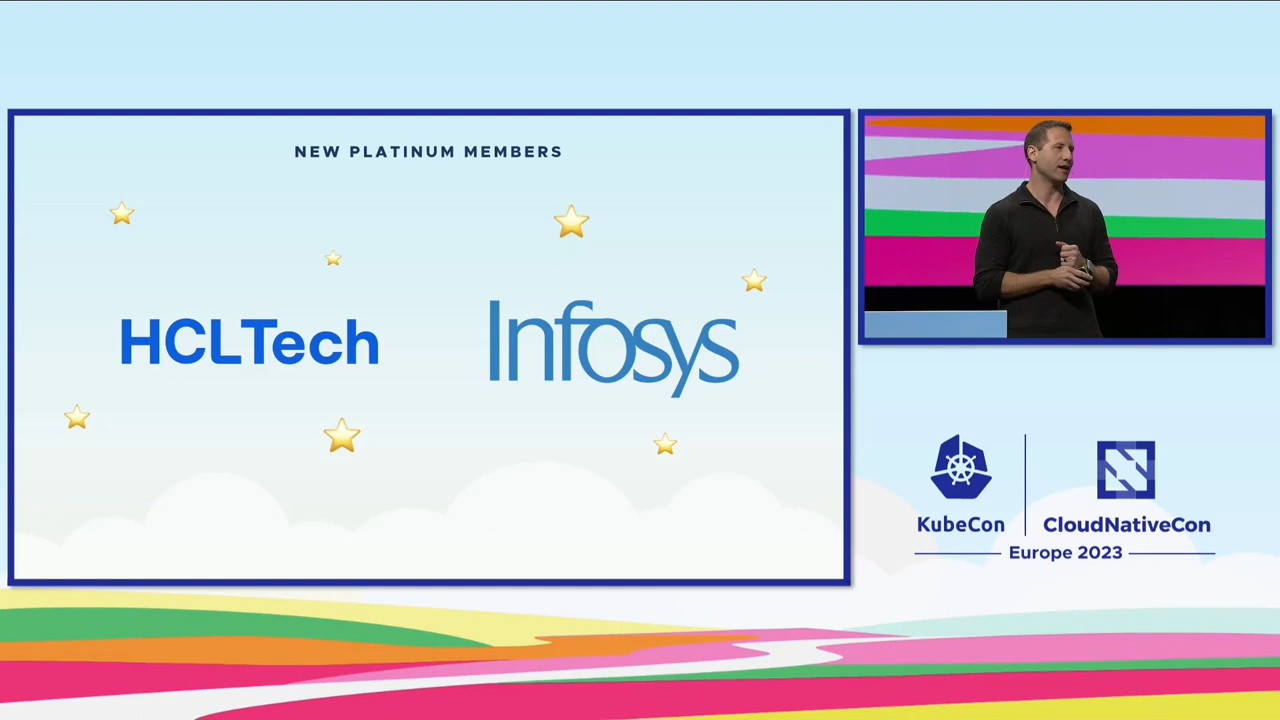 NEW PLATINUM MEMBERS
HCLTech
Infosys
KubeCon
CloudNativeCon
Europe 2023